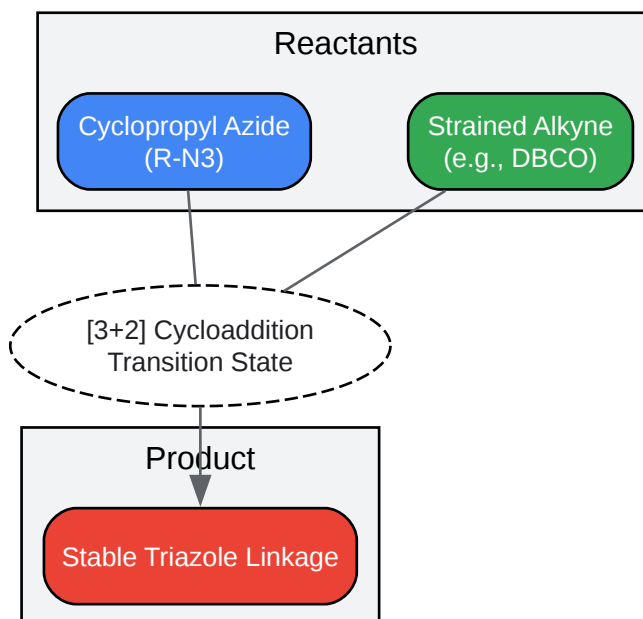 Reactants
Cyclopropyl Azide
(R-N3)
Strained Alkyne
(e.g., DBCO)
[3+2] Cycloaddition
Transition State
Product
Stable Triazole Linkage